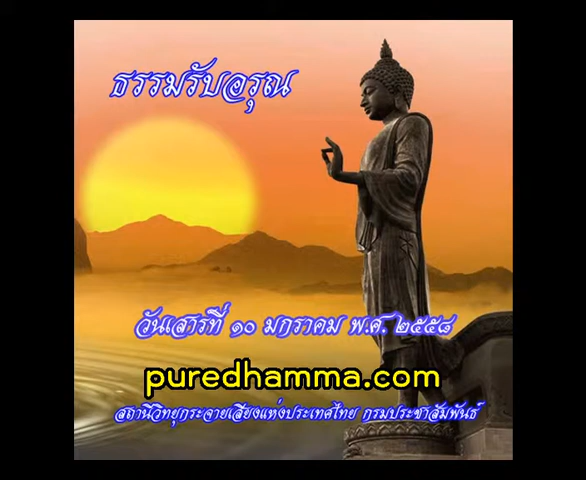 ธรรมรับอรุณ
วันเสาร์ที่ ๑๐ มกราคม พ.ศ. ๒๕๕๘
puredhamma.com
สถานีวิทยุกระจายเสียงแห่งประเทศไทย กรมประชาสัมพันธ์